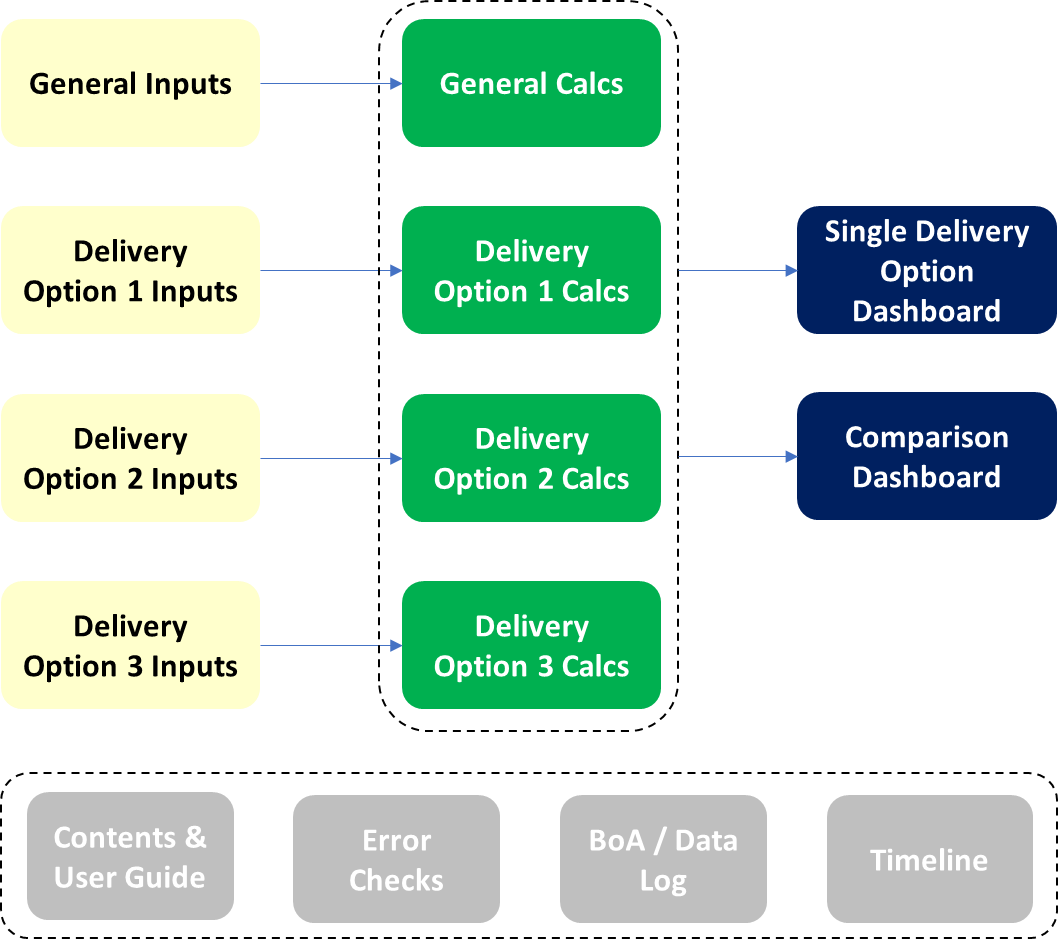 General Inputs
General Calcs
Delivery
Option 1 Inputs
Delivery
Option 1 Calcs
Single Delivery
Option
Dashboard
Delivery
Option 2 Inputs
Delivery
Option 2 Calcs
Comparison
Dashboard
Delivery
Option 3 Inputs
Delivery
Option 3 Calcs
Contents &
User Guide
Error
Checks
BoA / Data
Log
Timeline